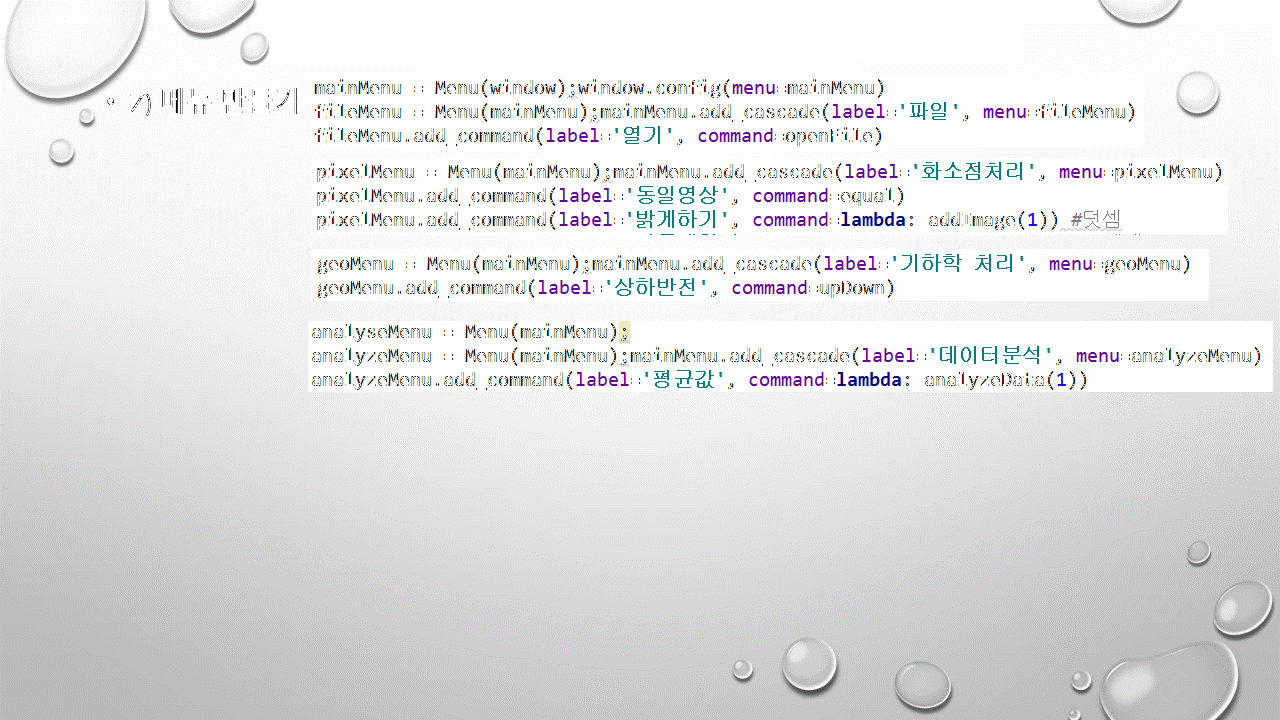 • 2) 메뉴 만들기
mainMenu = Menu(window);window.config(menu=mainMenu)
fileMenu = Menu(mainMenu);mainMenu.add_cascade(label='파일', menu=fileMenu)
fileMenu.add_command(label='열기', command=openFile)
pixelMenu = Menu(mainMenu);mainMenu.add_cascade(label='화소점처리', menu=pixelMenu)
pixelMenu.add_command(label='동일영상', command=equal)
pixelMenu.add_command(label='밝게하기', command=lambda: addImage(1)) #덧셈
geoMenu = Menu(mainMenu);mainMenu.add_cascade(label='기하학 처리', menu=geoMenu)
geoMenu.add_command(label='상하반전', command=upDown)
analyseMenu = Menu(mainMenu);
analyzeMenu = Menu(mainMenu);mainMenu.add_cascade(label='데이터분석', menu=analyzeMenu)
analyzeMenu.add_command(label='평균값', command=lambda: analyzeData(1))